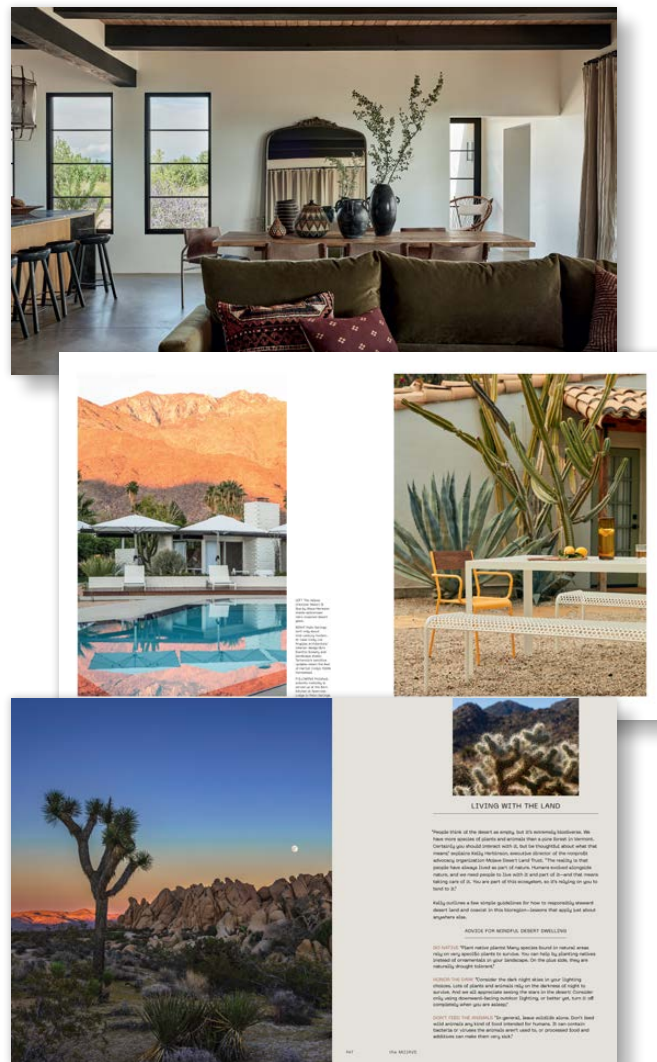 LIVING WITH THE LAND
"People think of the desert as empty, but it's extremely biodiverse. We
have more species of plants and animals than a pine forest in Vermont.
Certainly you should interact with it, but be thoughtful about what that
means," explains Kelly Herbinson, executive director of the nonprofit
advocacy organization Mojave Desert Land Trust. "The reality is that
people have always lived as part of nature. Humans evolved alongside
nature, and we need people to live with it and part of it—and that means
taking care of it. You are part of this ecosystem, so it's relying on you to
tend to it."
Kelly outlines a few simple guidelines for how to responsibly steward
desert land and coexist in this bioregion—lessons that apply just about
anywhere else.
ADVICE FOR MINDFUL DESERT DWELLING
GO NATIVE "Plant native plants! Many species found in natural areas
rely on very specific plants to survive. You can help by planting natives
instead of ornamentals in your landscape. On the plus side, they are
naturally drought tolerant."
HONOR THE DARK "Consider the dark night skies in your lighting
choices. Lots of plants and animals rely on the darkness of night to
survive. And we all appreciate seeing the stars in the desert! Consider
only using downward-facing outdoor lighting, or better yet, turn it off
completely when you are asleep."
DON'T FEED THE ANIMALS "In general, leave wildlife alone. Don't feed
wild animals any kind of food intended for humans. It can contain
bacteria or viruses the animals aren't used to, or processed food and
additives can make them very sick."
the MOJAVE